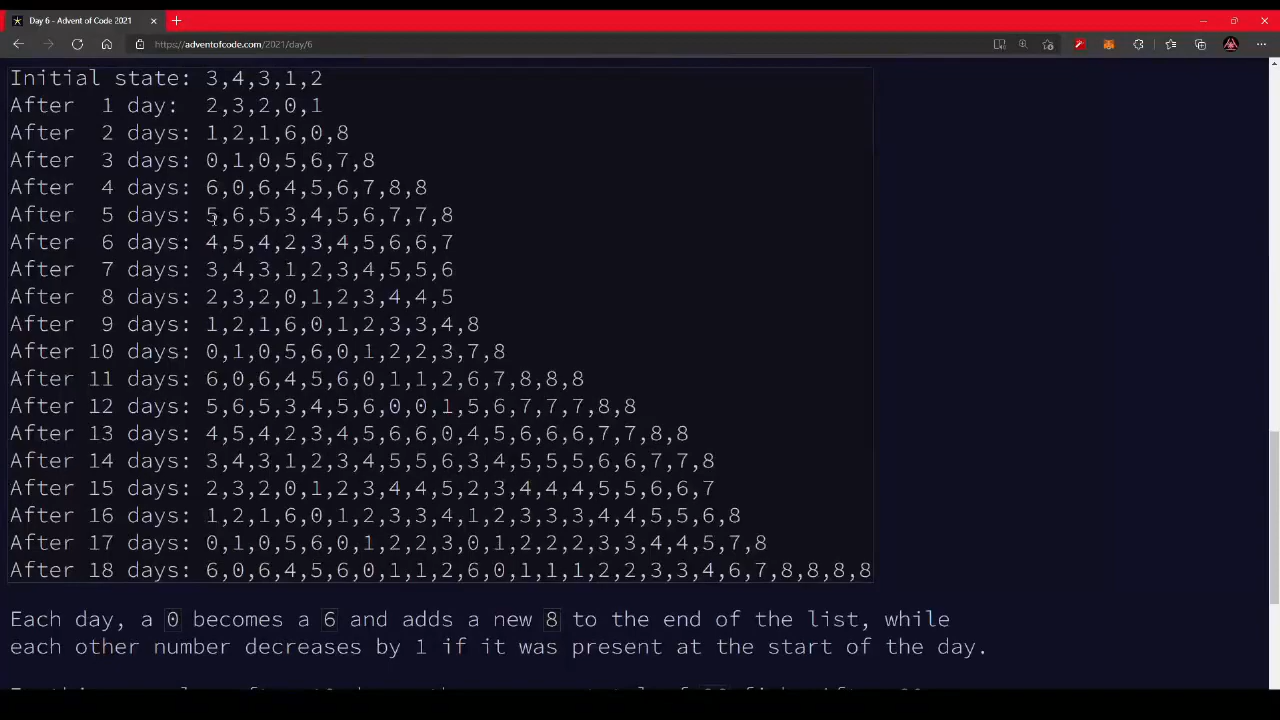 Day 6 - Advent of Code 2021
https://adventofcode.com/2021/day/6
Initial state: 3,4,3,1,2
After  1 day:  2,3,2,0,1
After  2 days: 1,2,1,6,0,8
After  3 days: 0,1,0,5,6,7,8
After  4 days: 6,0,6,4,5,6,7,8,8
After  5 days: 5,6,5,3,4,5,6,7,7,8
After  6 days: 4,5,4,2,3,4,5,6,6,7
After  7 days: 3,4,3,1,2,3,4,5,5,6
After  8 days: 2,3,2,0,1,2,3,4,4,5
After  9 days: 1,2,1,6,0,1,2,3,3,4,8
After 10 days: 0,1,0,5,6,0,1,2,2,3,7,8
After 11 days: 6,0,6,4,5,6,0,1,1,2,6,7,8,8,8
After 12 days: 5,6,5,3,4,5,6,0,0,1,5,6,7,7,7,8,8
After 13 days: 4,5,4,2,3,4,5,6,6,0,4,5,6,6,6,7,7,8,8
After 14 days: 3,4,3,1,2,3,4,5,5,6,3,4,5,5,5,6,6,7,7,8
After 15 days: 2,3,2,0,1,2,3,4,4,5,2,3,4,4,4,5,5,6,6,7
After 16 days: 1,2,1,6,0,1,2,3,3,4,1,2,3,3,3,4,4,5,5,6,8
After 17 days: 0,1,0,5,6,0,1,2,2,3,0,1,2,2,2,3,3,4,4,5,7,8
After 18 days: 6,0,6,4,5,6,0,1,1,2,6,0,1,1,1,2,2,3,3,4,6,7,8,8,8,8
Each day, a 0 becomes a 6 and adds a new 8 to the end of the list, while
each other number decreases by 1 if it was present at the start of the day.